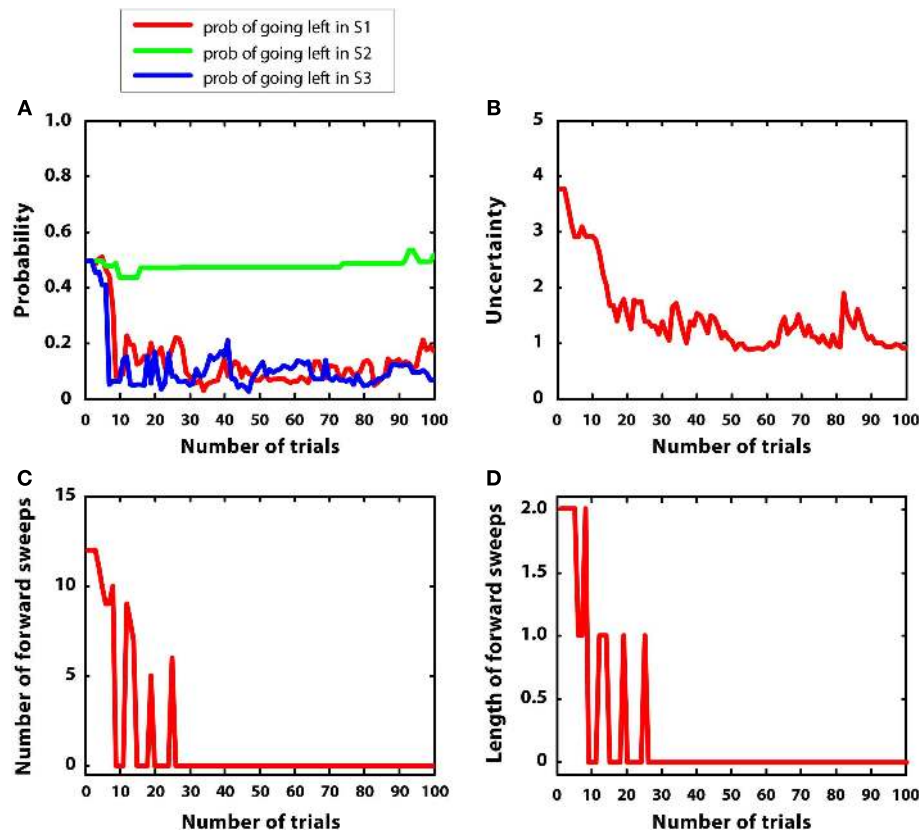 prob of going left in S1
prob of going left in S2
prob of going left in S3
A
1.0
0.8
0.6
0.4
0.2
0
Probability
0 10 20 30 40 50 60 70 80 90 100
Number of trials
B
5
4
3
2
1
0
Uncertainty
0 10 20 30 40 50 60 70 80 90 100
Number of trials
C
15
10
5
0
Number of forward sweeps
0 10 20 30 40 50 60 70 80 90 100
Number of trials
D
2.0
1.5
1.0
0.5
0
Length of forward sweeps
0 10 20 30 40 50 60 70 80 90 100
Number of trials